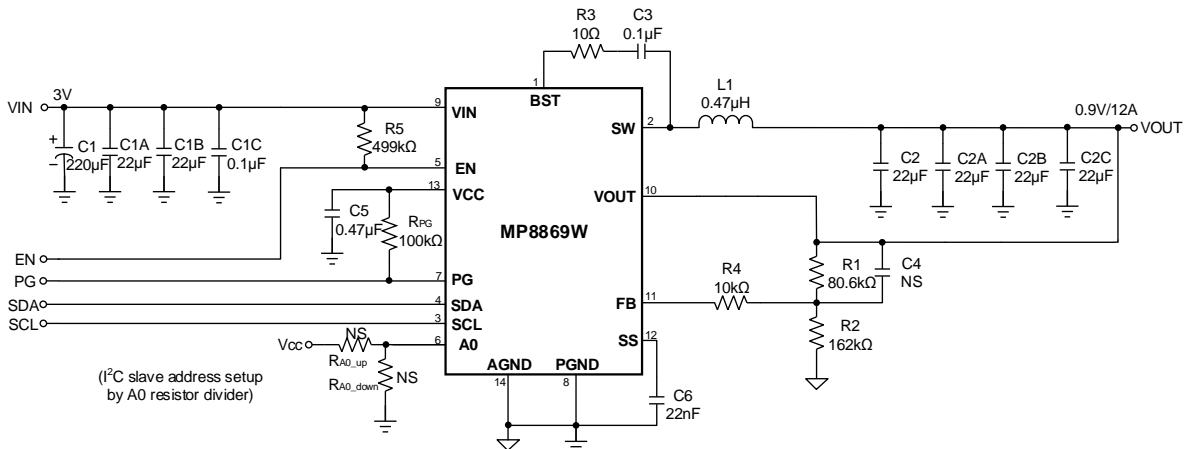 R3
10Ω
C3
0.1µF
1
BST
VIN
3V
9
VIN
+
−
C1
220µF
C1A
22µF
C1B
22µF
C1C
0.1µF
R5
499kΩ
5
EN
13
VCC
C5
0.47µF
RPG
100kΩ
MP8869W
SW
2
L1
0.47µH
0.9V/12A
VOUT
C2
22µF
C2A
22µF
C2B
22µF
C2C
22µF
VOUT
10
R1
80.6kΩ
C4
NS
R4
10kΩ
FB
11
R2
162kΩ
SS
12
C6
22nF
EN
PG
7
PG
SDA
4
SDA
SCL
3
SCL
Vcc
NS
6
A0
RA0_up
RA0_down
NS
AGND
14
PGND
8
(I²C slave address setup
by A0 resistor divider)